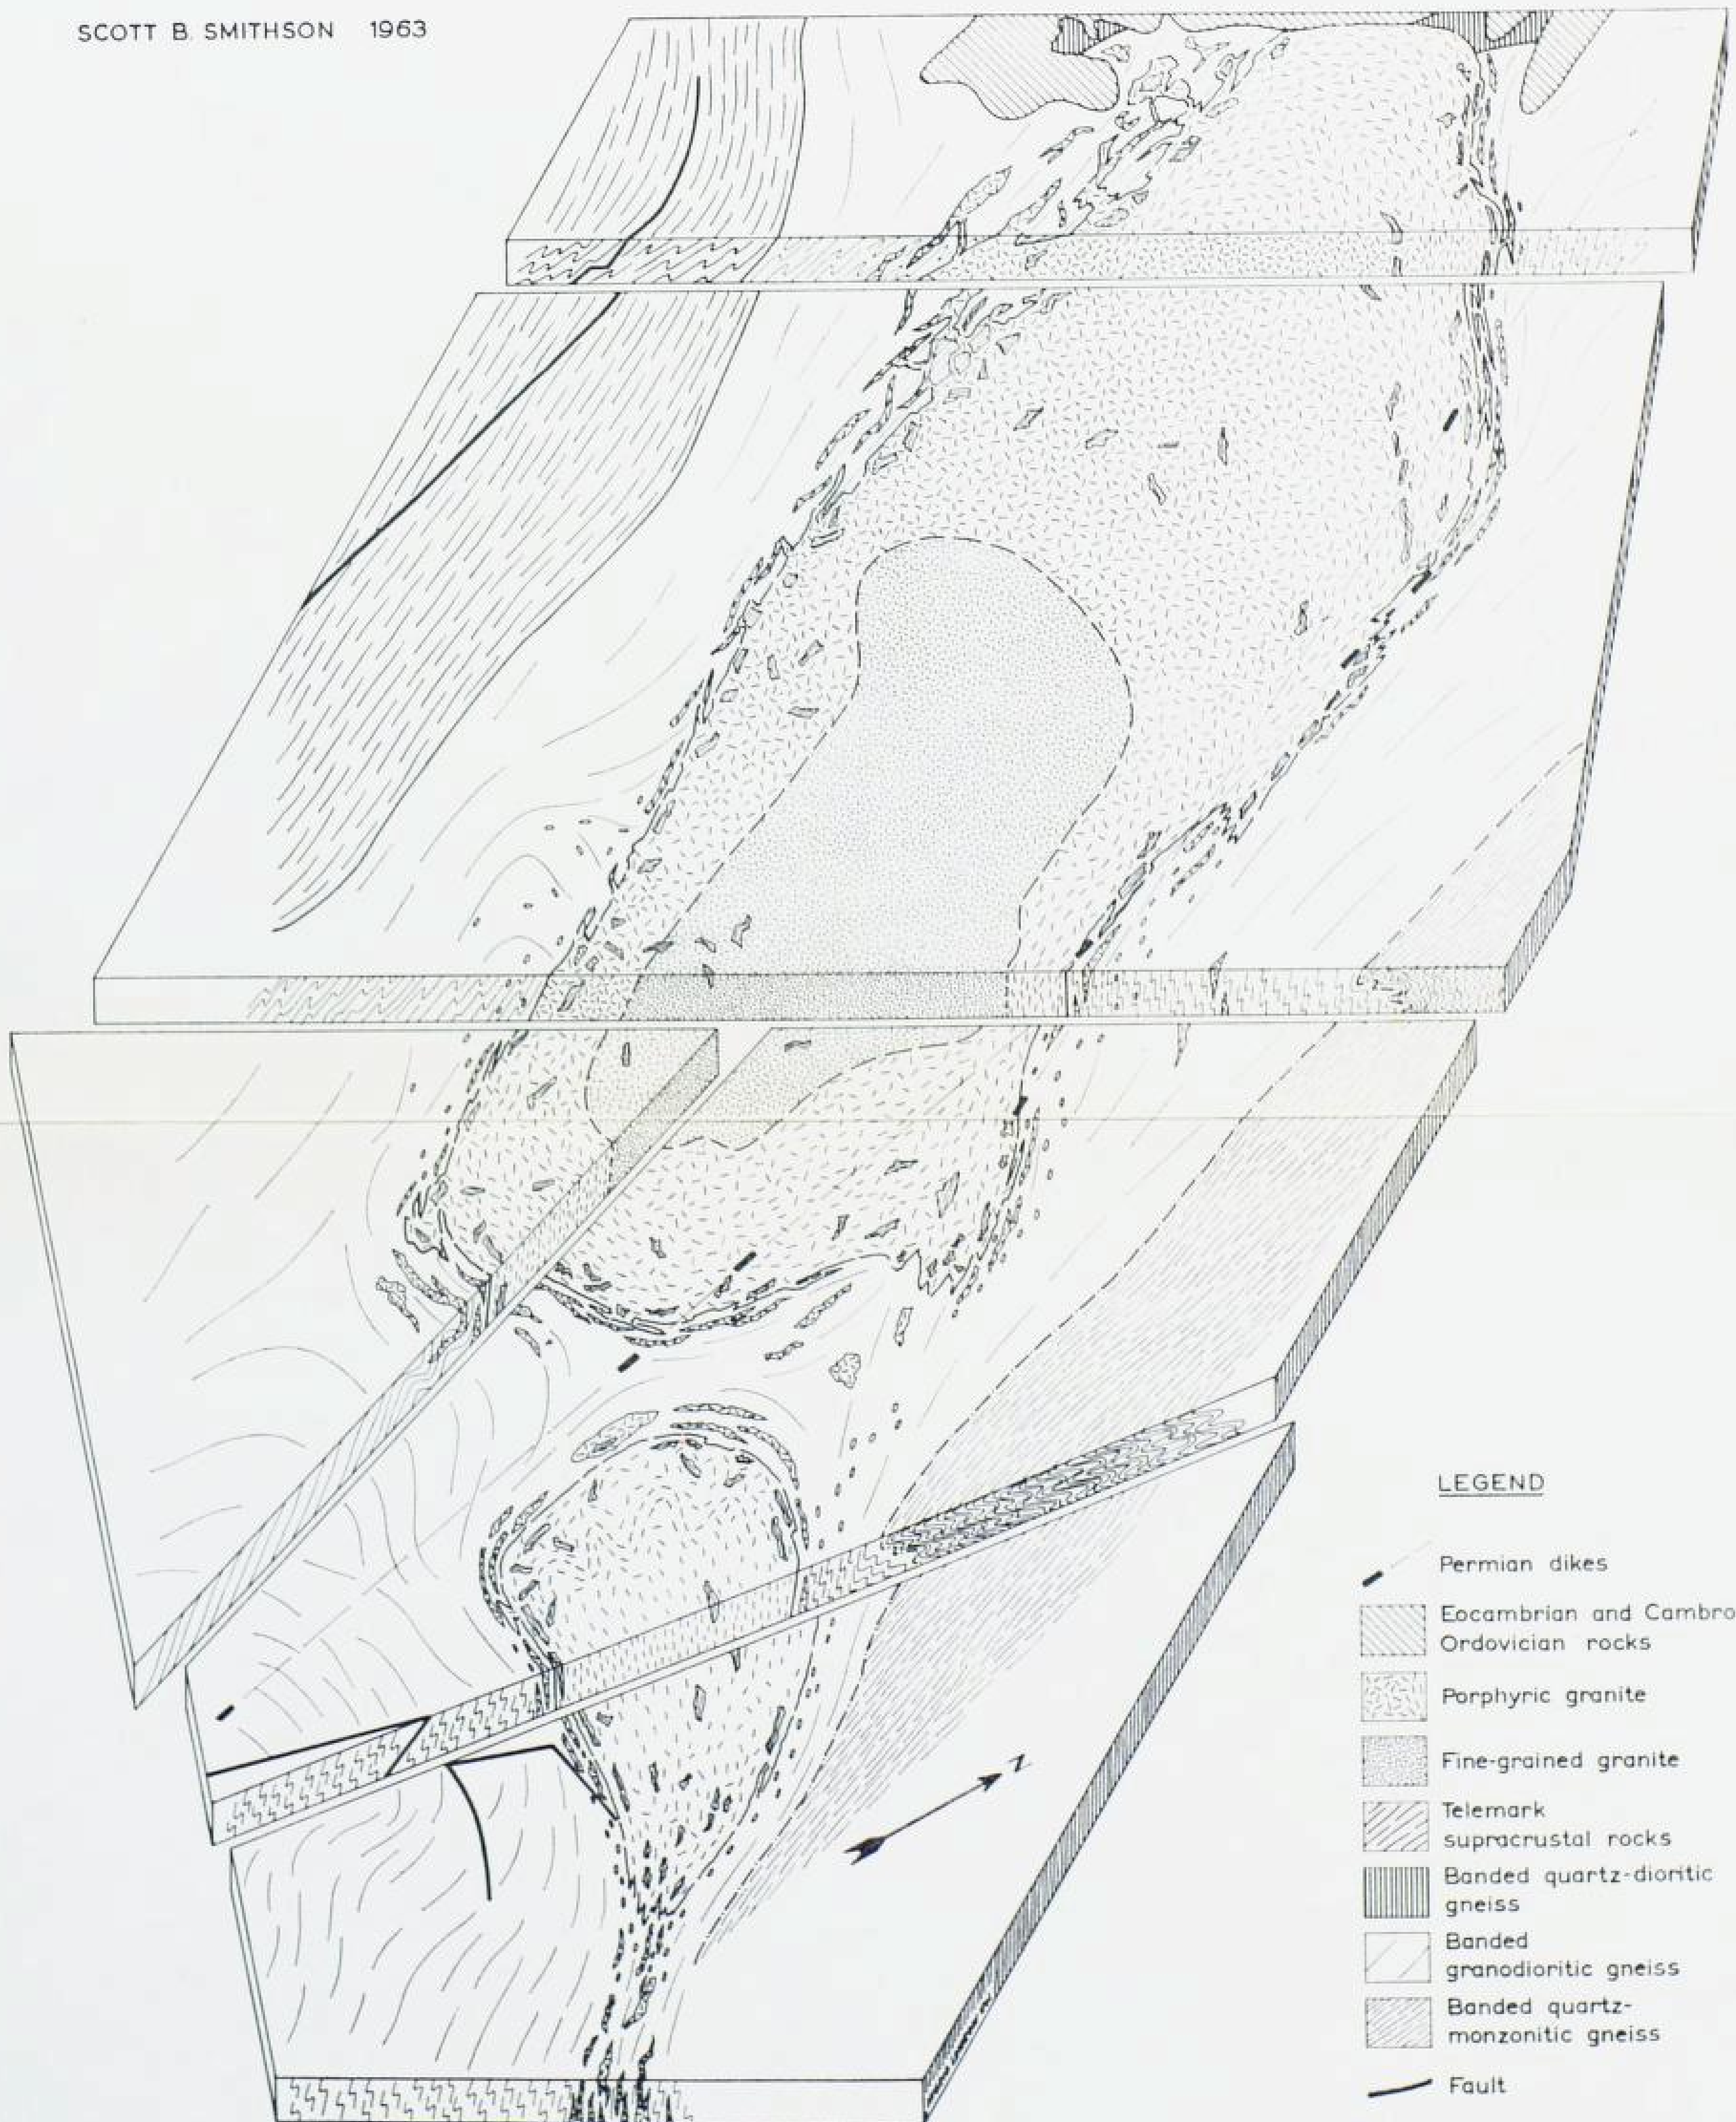 SCOTT B. SMITHSON 1963
N
LEGEND
Permian dikes
Eocambrian and Cambro
Ordovician rocks
Porphyric granite
Fine-grained granite
Telemark
supracrustal rocks
Banded quartz-dioritic
gneiss
Banded
granodioritic gneiss
Banded quartz-
monzonitic gneiss
Fault